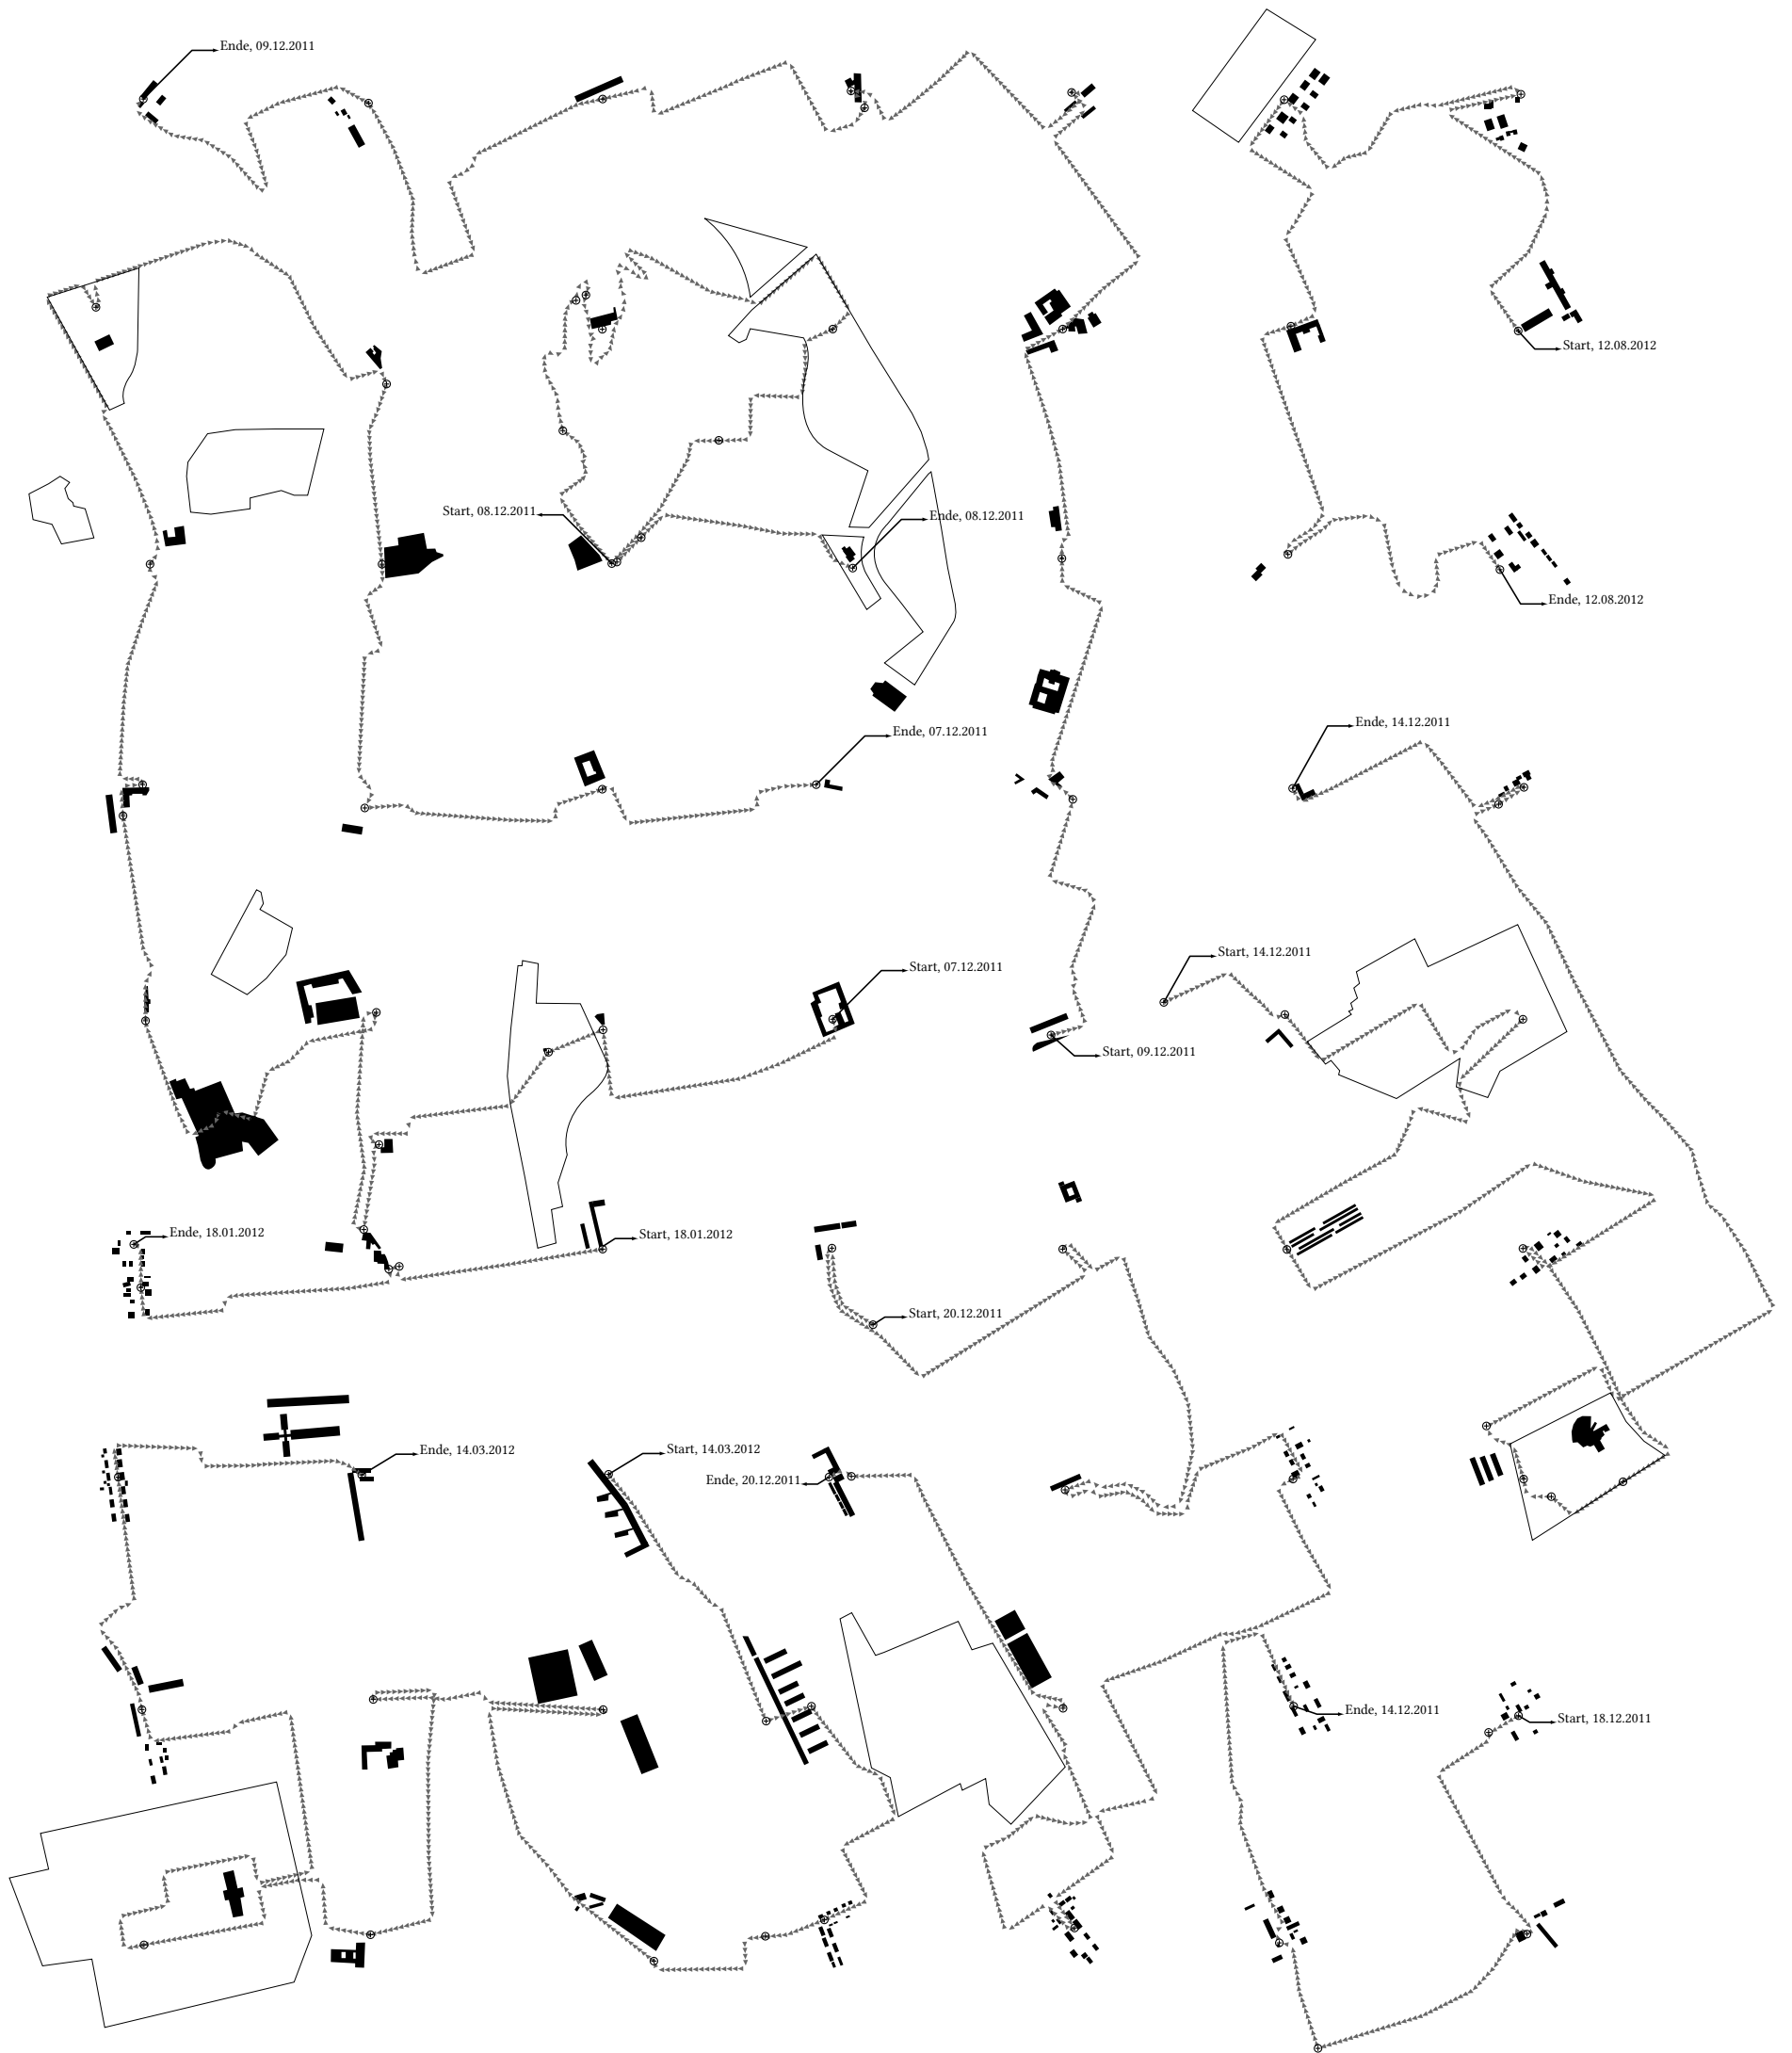 Ende, 09.12.2011
Start, 12.08.2012
Start, 08.12.2011
Ende, 08.12.2011
Ende, 12.08.2012
Ende, 14.12.2011
Ende, 07.12.2011
Start, 14.12.2011
Start, 07.12.2011
Start, 09.12.2011
Ende, 18.01.2012
Start, 18.01.2012
Start, 20.12.2011
Ende, 14.03.2012
Start, 14.03.2012
Ende, 20.12.2011
Ende, 14.12.2011
Start, 18.12.2011